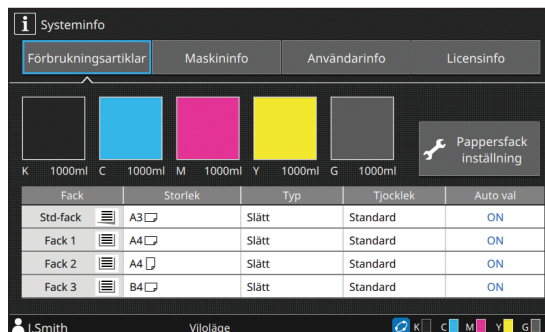 i Systeminfo
Förbrukningsartiklar Maskininfo Användarinfo Licensinfo
K 1000ml C 1000ml M 1000ml Y 1000ml G 1000ml
Pappersfack
inställning
Fack Storlek Typ Tjocklek Auto val
Std-fack A3 Slätt Standard ON
Fack 1 A4 Slätt Standard ON
Fack 2 A4 Slätt Standard ON
Fack 3 B4 Slätt Standard ON
J.Smith Viloläge K C M Y G